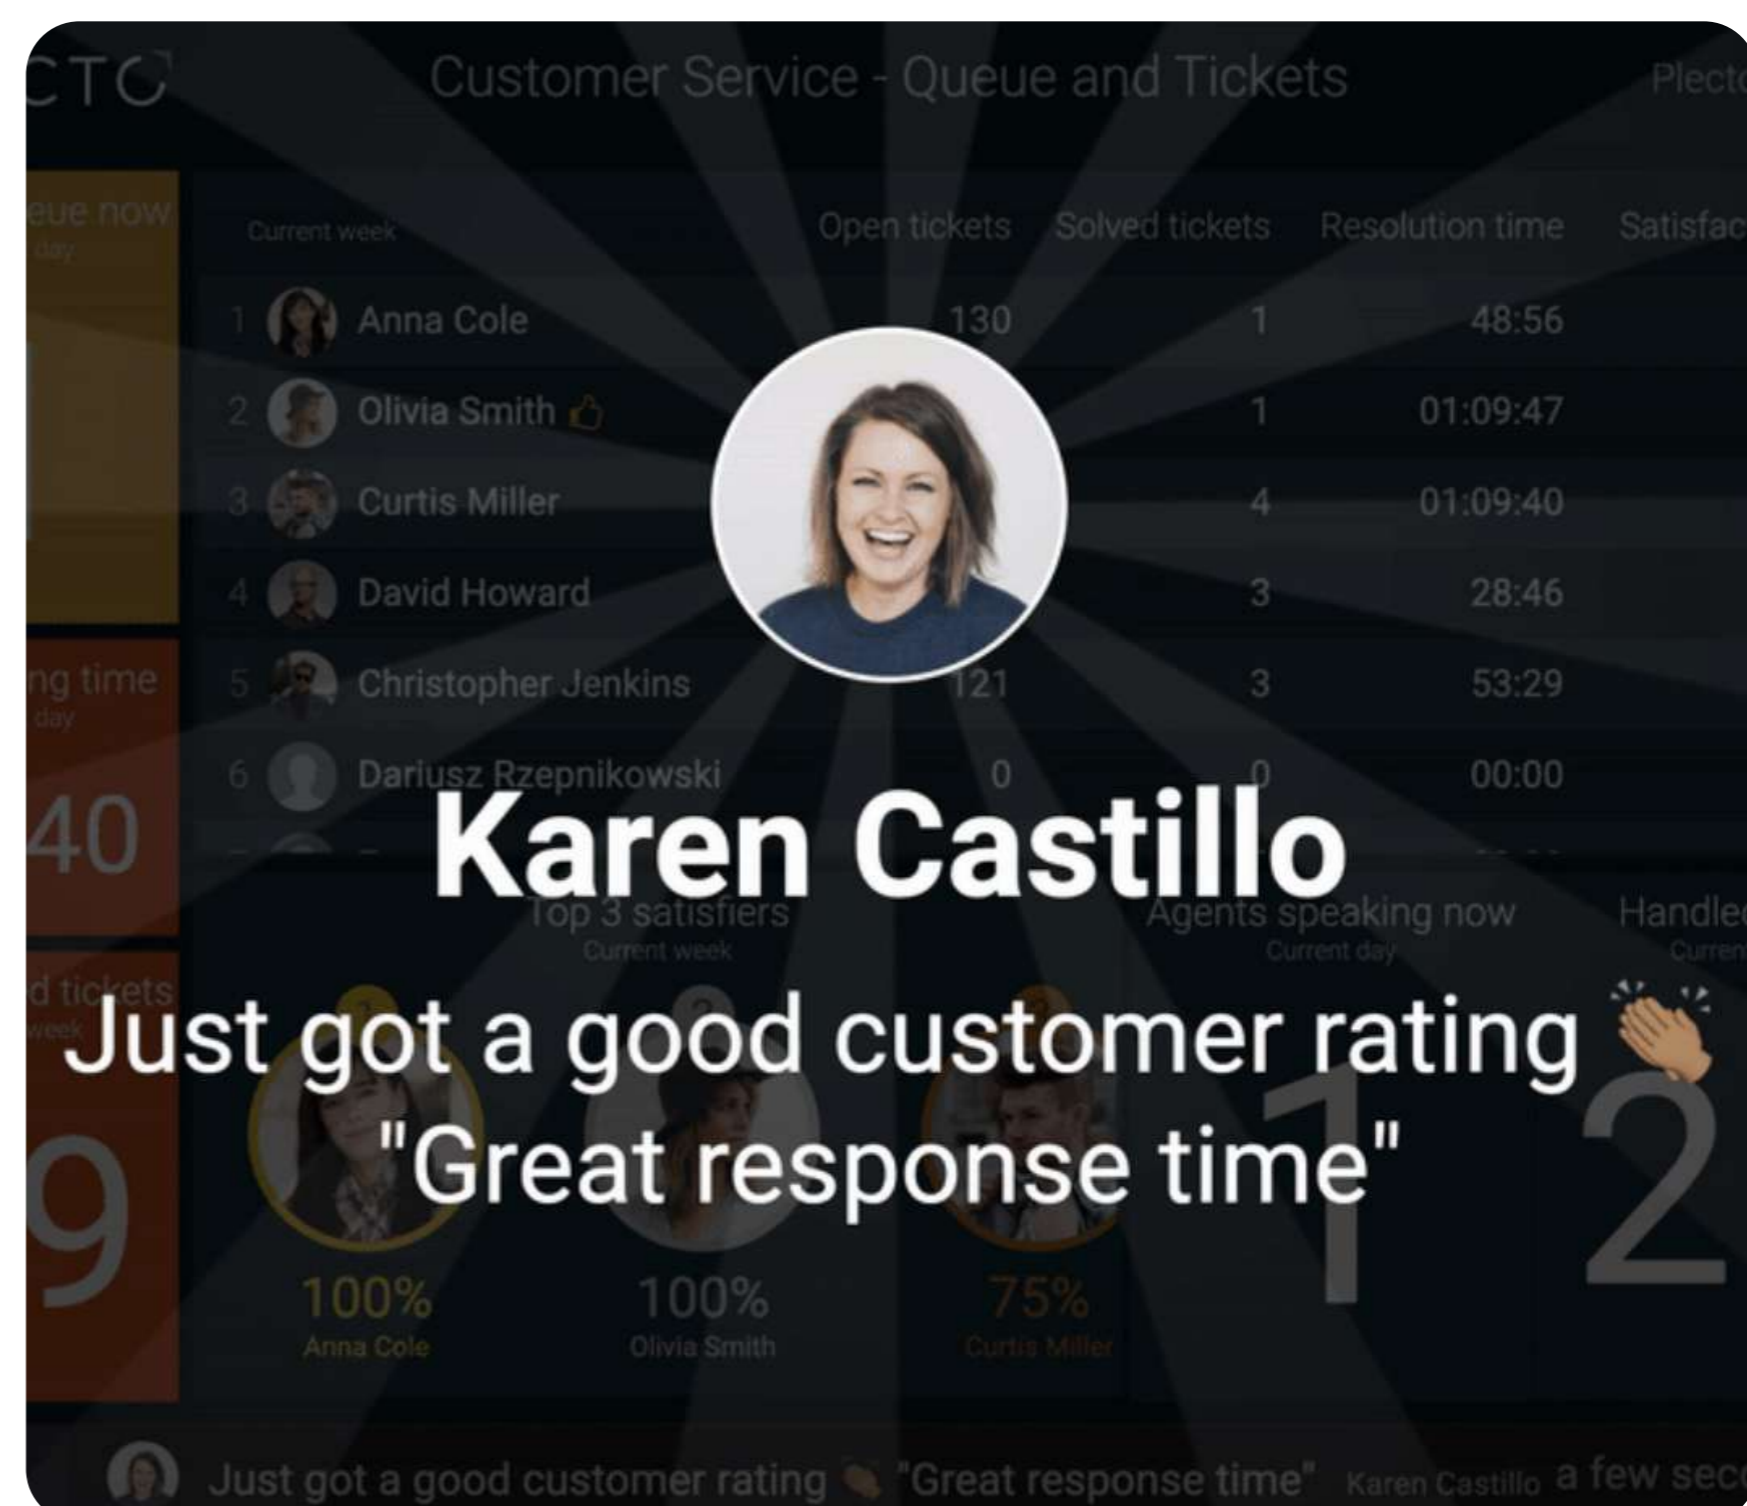 CTO
Customer Service - Queue and Tickets
Plecto
eue now
day
Current week Open tickets Solved tickets Resolution time Satisfac
1 Anna Cole 130 1 48:56
2 Olivia Smith 1 01:09:47
3 Curtis Miller 4 01:09:40
4 David Howard 3 28:46
ng time
day
5 Christopher Jenkins 121 3 53:29
6 Dariusz Rzepnikowski 0 0 00:00
40
Karen Castillo
Top 3 satisfiers
Current week
Agents speaking now
Current day
Handled
Curren
d tickets
week
Just got a good customer rating 👏
"Great response time"
9
1
2
100%
Anna Cole
100%
Olivia Smith
75%
Curtis Miller
Just got a good customer rating 👏 "Great response time" Karen Castillo a few seco